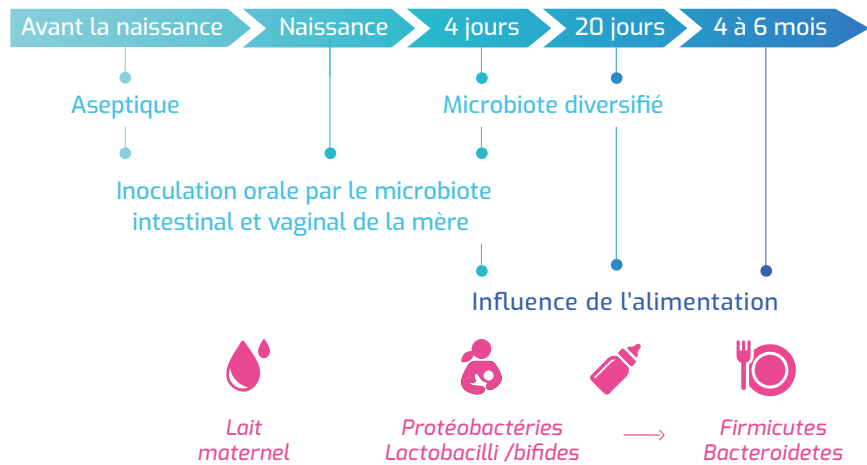 Avant la naissance
Naissance
4 jours
20 jours
4 à 6 mois
Aseptique
Microbiote diversifié
Inoculation orale par le microbiote
intestinal et vaginal de la mère
Influence de l'alimentation
Lait
maternel
Protéobactéries
Lactobacilli /bifides
Firmicutes
Bacteroidetes